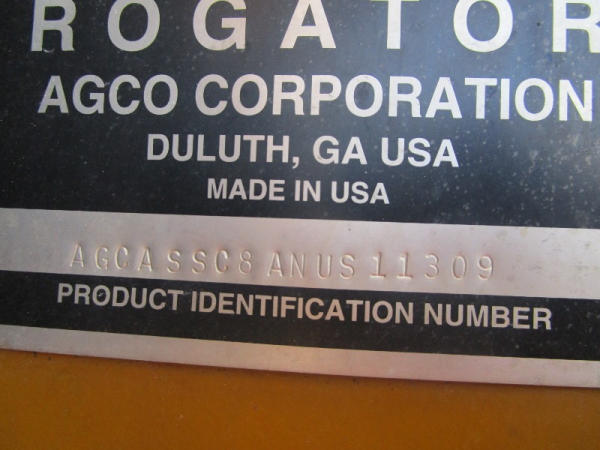 ROGATOR
AGCO CORPORATION
DULUTH, GA USA
MADE IN USA
AGCASSC8ANUS11309
PRODUCT IDENTIFICATION NUMBER